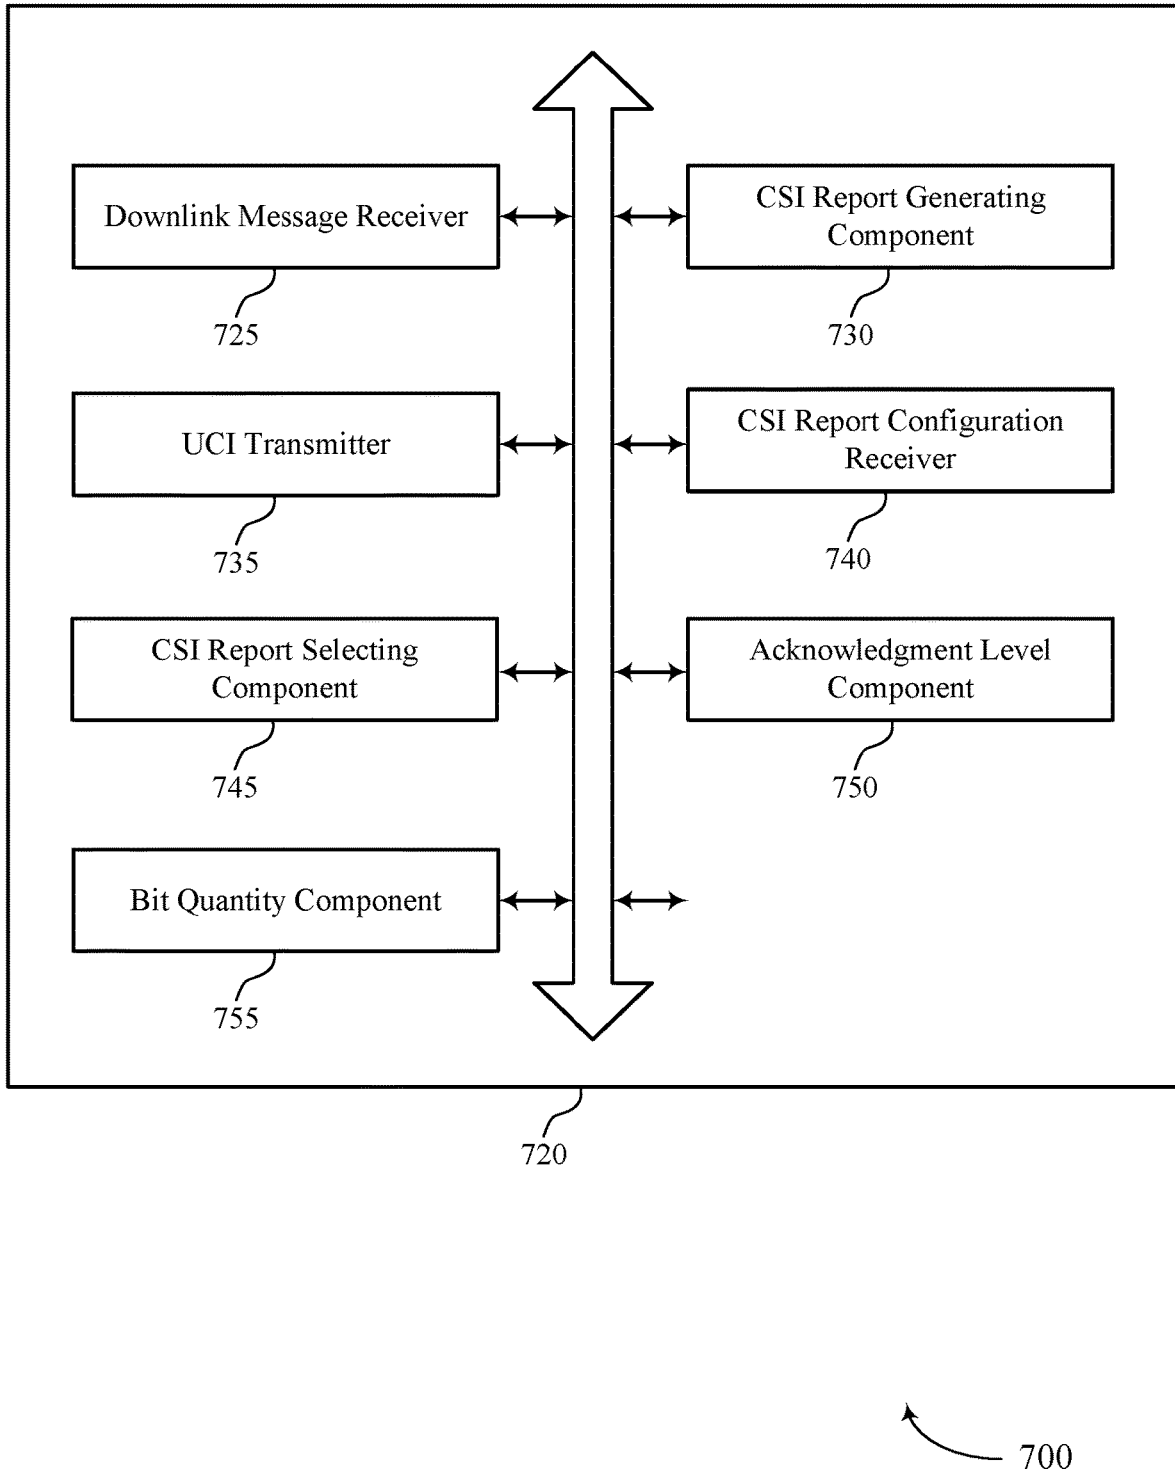 Downlink Message Receiver
725
CSI Report Generating
Component
730
UCI Transmitter
735
CSI Report Configuration
Receiver
740
CSI Report Selecting
Component
745
Acknowledgment Level
Component
750
Bit Quantity Component
755
720
700